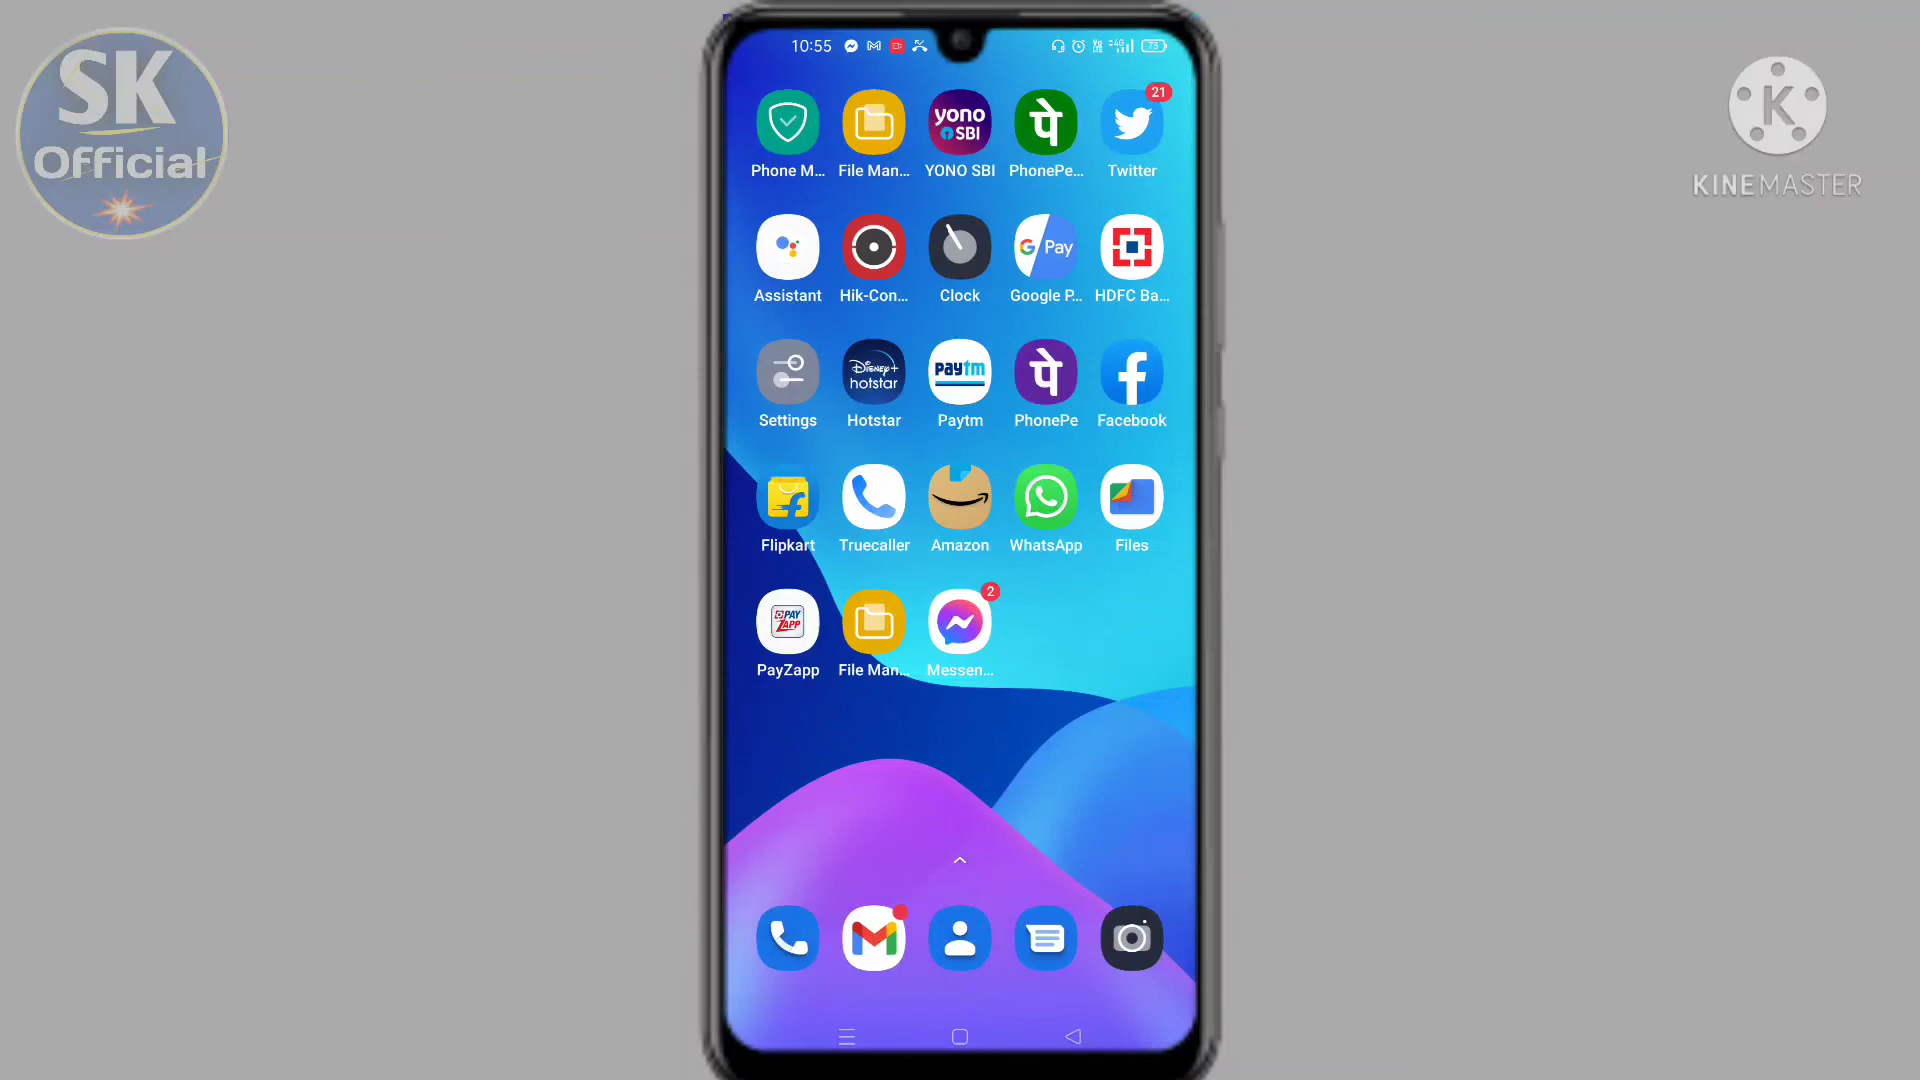 SK
Official
10:55
73
KINEMASTER
21
yono
SBI
पे
Phone M...
File Man...
YONO SBI
PhonePe...
Twitter
G Pay
Assistant
Hik-Con...
Clock
Google P...
HDFC Ba...
Disney+
hotstar
paytm
पे
Settings
Hotstar
Paytm
PhonePe
Facebook
Flipkart
Truecaller
Amazon
WhatsApp
Files
2
PAY
ZAPP
PayZapp
File Man...
Messen...